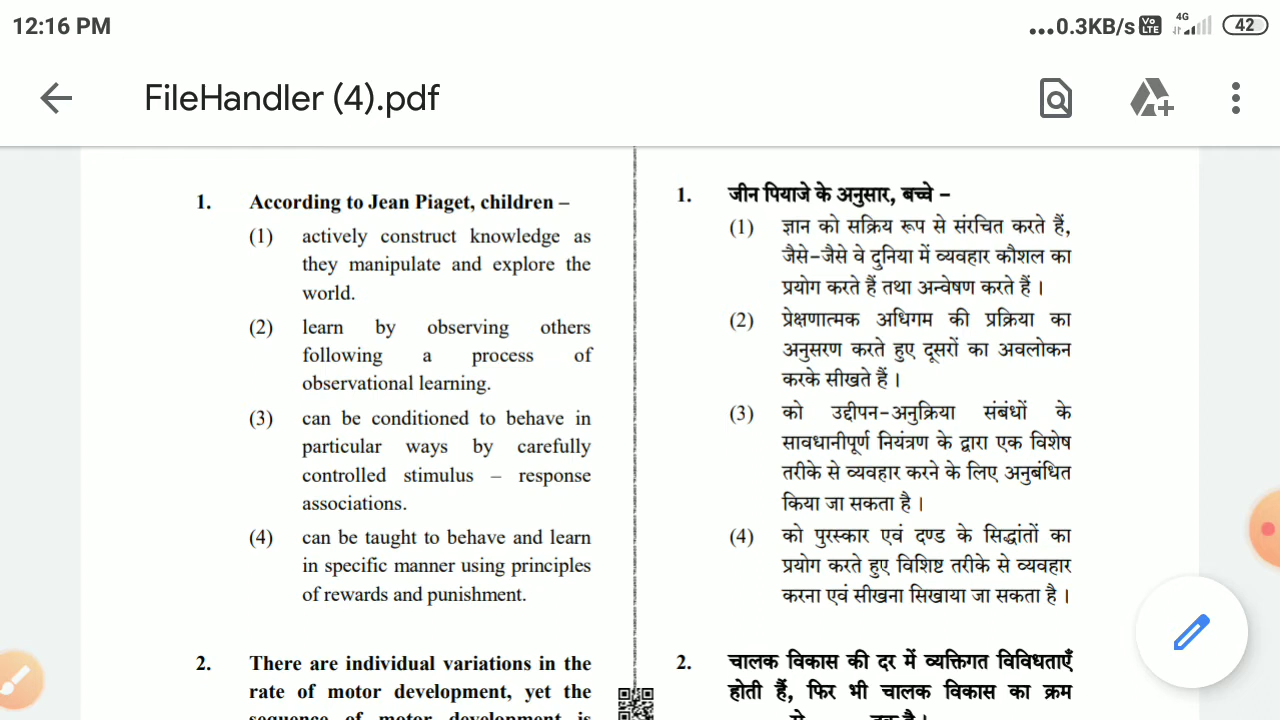 12:16 PM
...0.3KB/s Vo LTE 4G 42
FileHandler (4).pdf
1. According to Jean Piaget, children –
(1) actively construct knowledge as
they manipulate and explore the
world.
(2) learn by observing others
following a process of
observational learning.
(3) can be conditioned to behave in
particular ways by carefully
controlled stimulus – response
associations.
(4) can be taught to behave and learn
in specific manner using principles
of rewards and punishment.
2. There are individual variations in the
rate of motor development, yet the
sequence of motor development is
1. जीन पियाजे के अनुसार, बच्चे –
(1) ज्ञान को सक्रिय रूप से संरचित करते हैं,
जैसे-जैसे वे दुनिया में व्यवहार कौशल का
प्रयोग करते हैं तथा अन्वेषण करते हैं ।
(2) प्रेक्षणात्मक अधिगम की प्रक्रिया का
अनुसरण करते हुए दूसरों का अवलोकन
करके सीखते हैं ।
(3) को उद्दीपन-अनुक्रिया संबंधों के
सावधानीपूर्ण नियंत्रण के द्वारा एक विशेष
तरीके से व्यवहार करने के लिए अनुबंधित
किया जा सकता है ।
(4) को पुरस्कार एवं दण्ड के सिद्धांतों का
प्रयोग करते हुए विशिष्ट तरीके से व्यवहार
करना एवं सीखना सिखाया जा सकता है ।
2. चालक विकास की दर में व्यक्तिगत विविधताएँ
होती हैं, फिर भी चालक विकास का क्रम